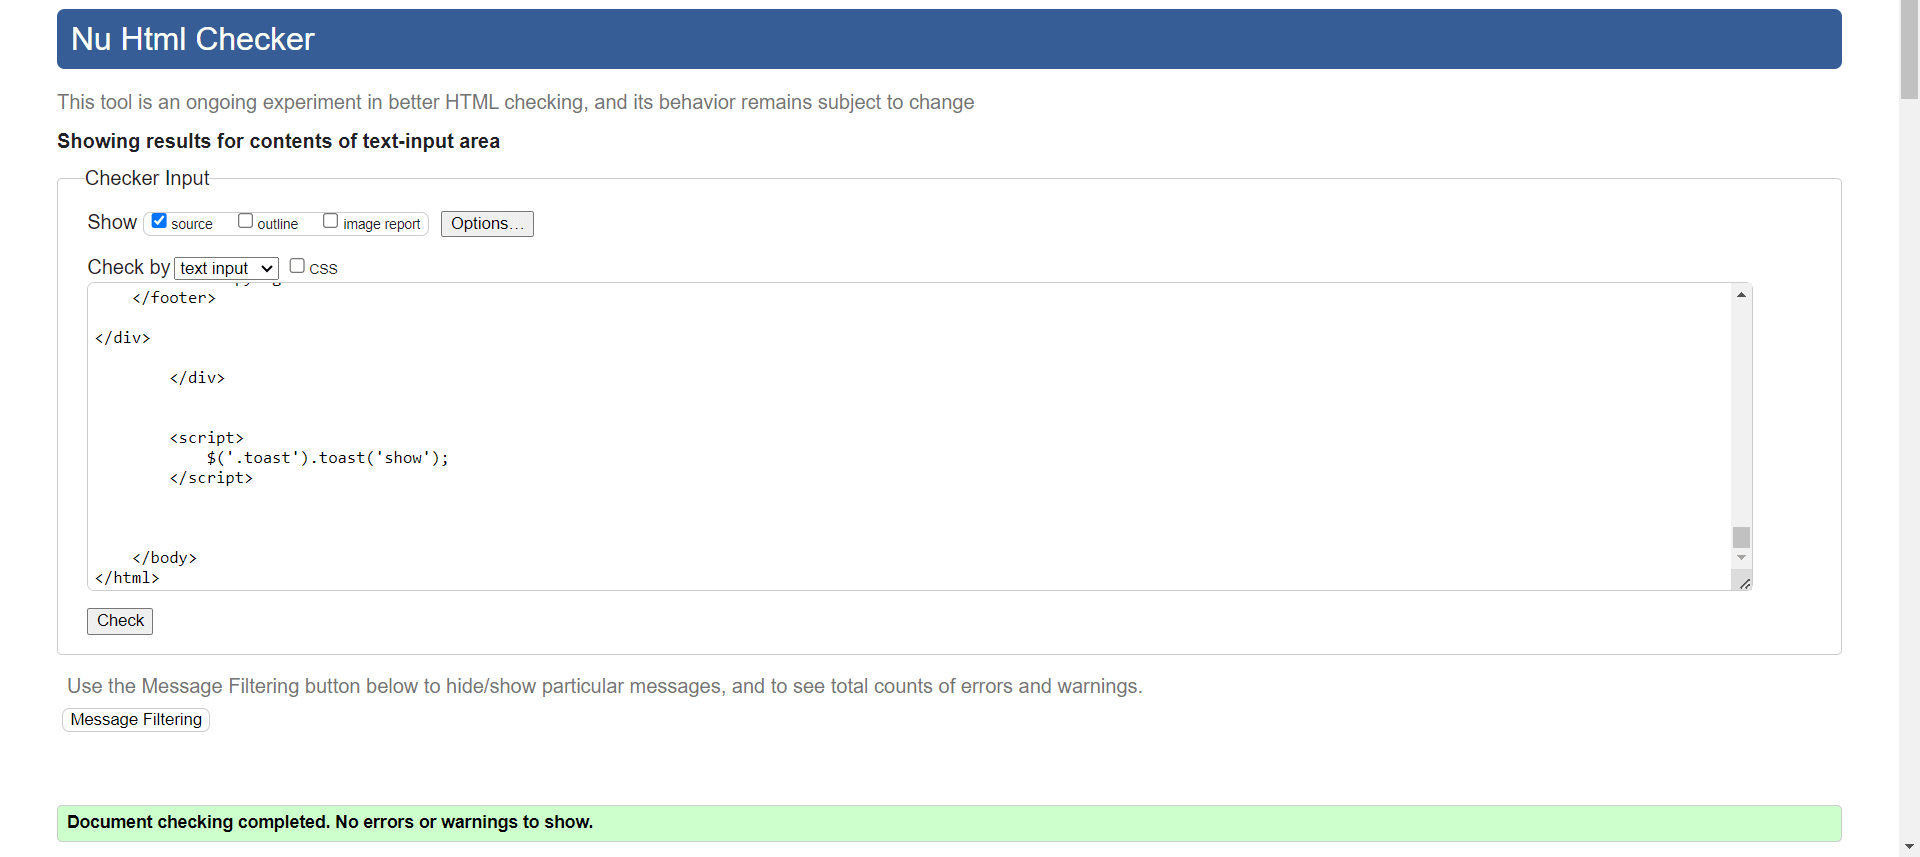 Nu Html Checker
This tool is an ongoing experiment in better HTML checking, and its behavior remains subject to change
Showing results for contents of text-input area
Checker Input
Show source outline image report Options...
Check by text input CSS
</footer>
</div>
</div>
<script>
$('.toast').toast('show');
</script>
</body>
</html>
Check
Use the Message Filtering button below to hide/show particular messages, and to see total counts of errors and warnings.
Message Filtering
Document checking completed. No errors or warnings to show.